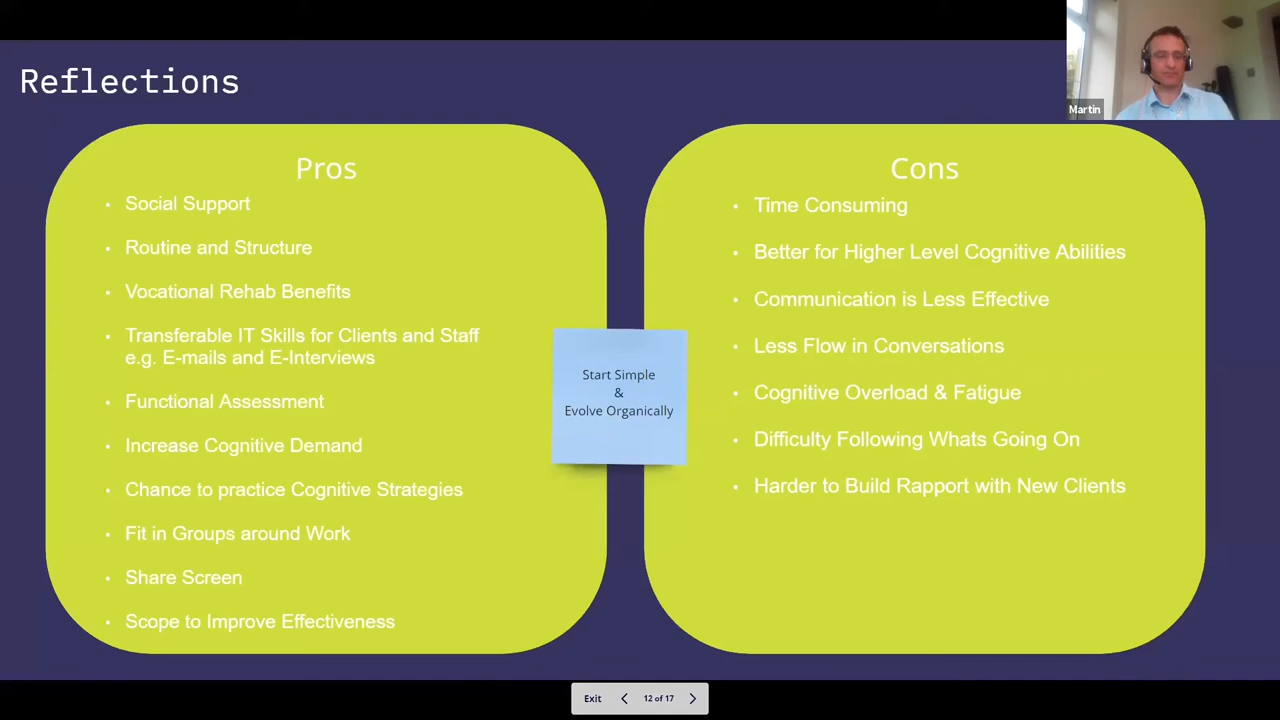 Reflections
Martin
Pros
Social Support
Routine and Structure
Vocational Rehab Benefits
Transferable IT Skills for Clients and Staff
e.g. E-mails and E-Interviews
Functional Assessment
Increase Cognitive Demand
Chance to practice Cognitive Strategies
Fit in Groups around Work
Share Screen
Scope to Improve Effectiveness
Start Simple
&
Evolve Organically
Cons
Time Consuming
Better for Higher Level Cognitive Abilities
Communication is Less Effective
Less Flow in Conversations
Cognitive Overload & Fatigue
Difficulty Following Whats Going On
Harder to Build Rapport with New Clients
Exit 12 of 17